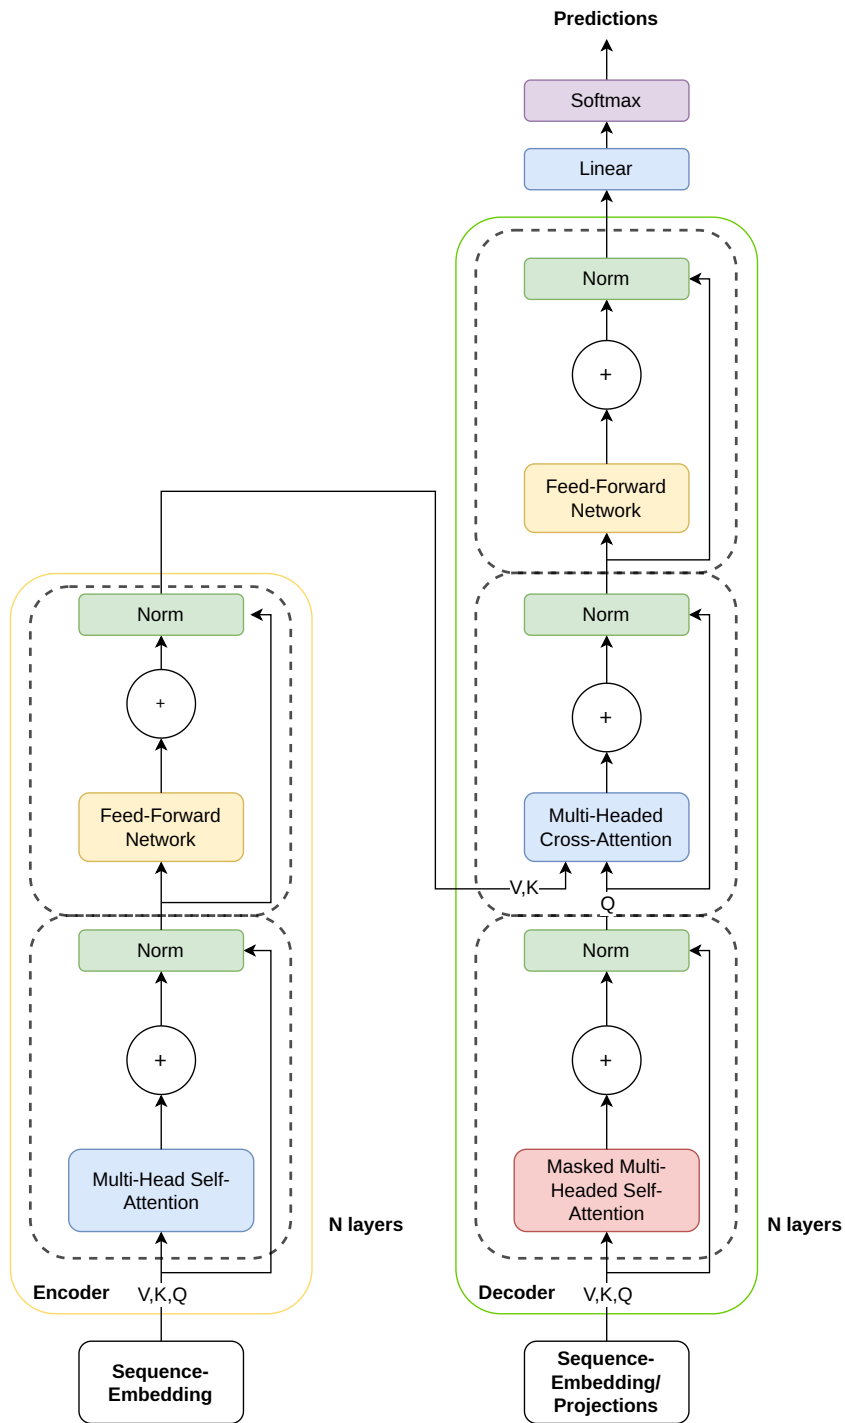 Predictions
Softmax
Linear
Norm
+
Feed-Forward
Network
Norm
+
Multi-Headed
Cross-Attention
V,K
Q
Norm
+
Masked Multi-
Headed Self-
Attention
N layers
Decoder
V,K,Q
Sequence-
Embedding/
Projections
Norm
+
Feed-Forward
Network
Norm
+
Multi-Head Self-
Attention
N layers
Encoder
V,K,Q
Sequence-
Embedding